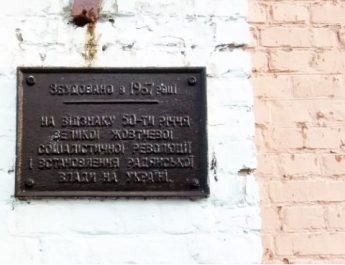 ЗБУДОВАНО в 1967 році
НА ВІДЗНАКУ 50-ТИ РІЧЧЯ
ВЕЛИКОЇ ЖОВТНЕВОЇ
СОЦІАЛІСТИЧНОЇ РЕВОЛЮЦІЇ
І ВСТАНОВЛЕННЯ РАДЯНСЬКОЇ
ВЛАДИ НА УКРАЇНІ.